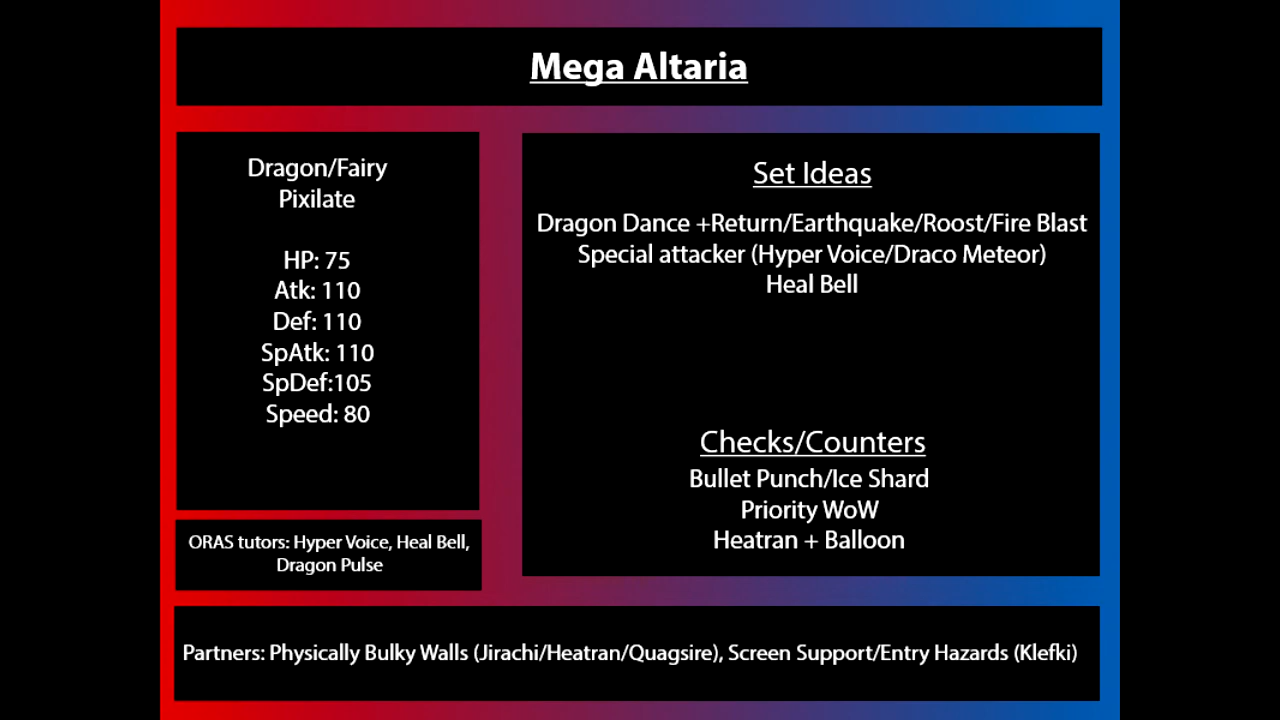 Mega Altaria
Dragon/Fairy
Pixilate
HP: 75
Atk: 110
Def: 110
SpAtk: 110
SpDef:105
Speed: 80
ORAS tutors: Hyper Voice, Heal Bell,
Dragon Pulse
Set Ideas
Dragon Dance +Return/Earthquake/Roost/Fire Blast
Special attacker (Hyper Voice/Draco Meteor)
Heal Bell
Checks/Counters
Bullet Punch/Ice Shard
Priority WoW
Heatran + Balloon
Partners: Physically Bulky Walls (Jirachi/Heatran/Quagsire), Screen Support/Entry Hazards (Klefki)